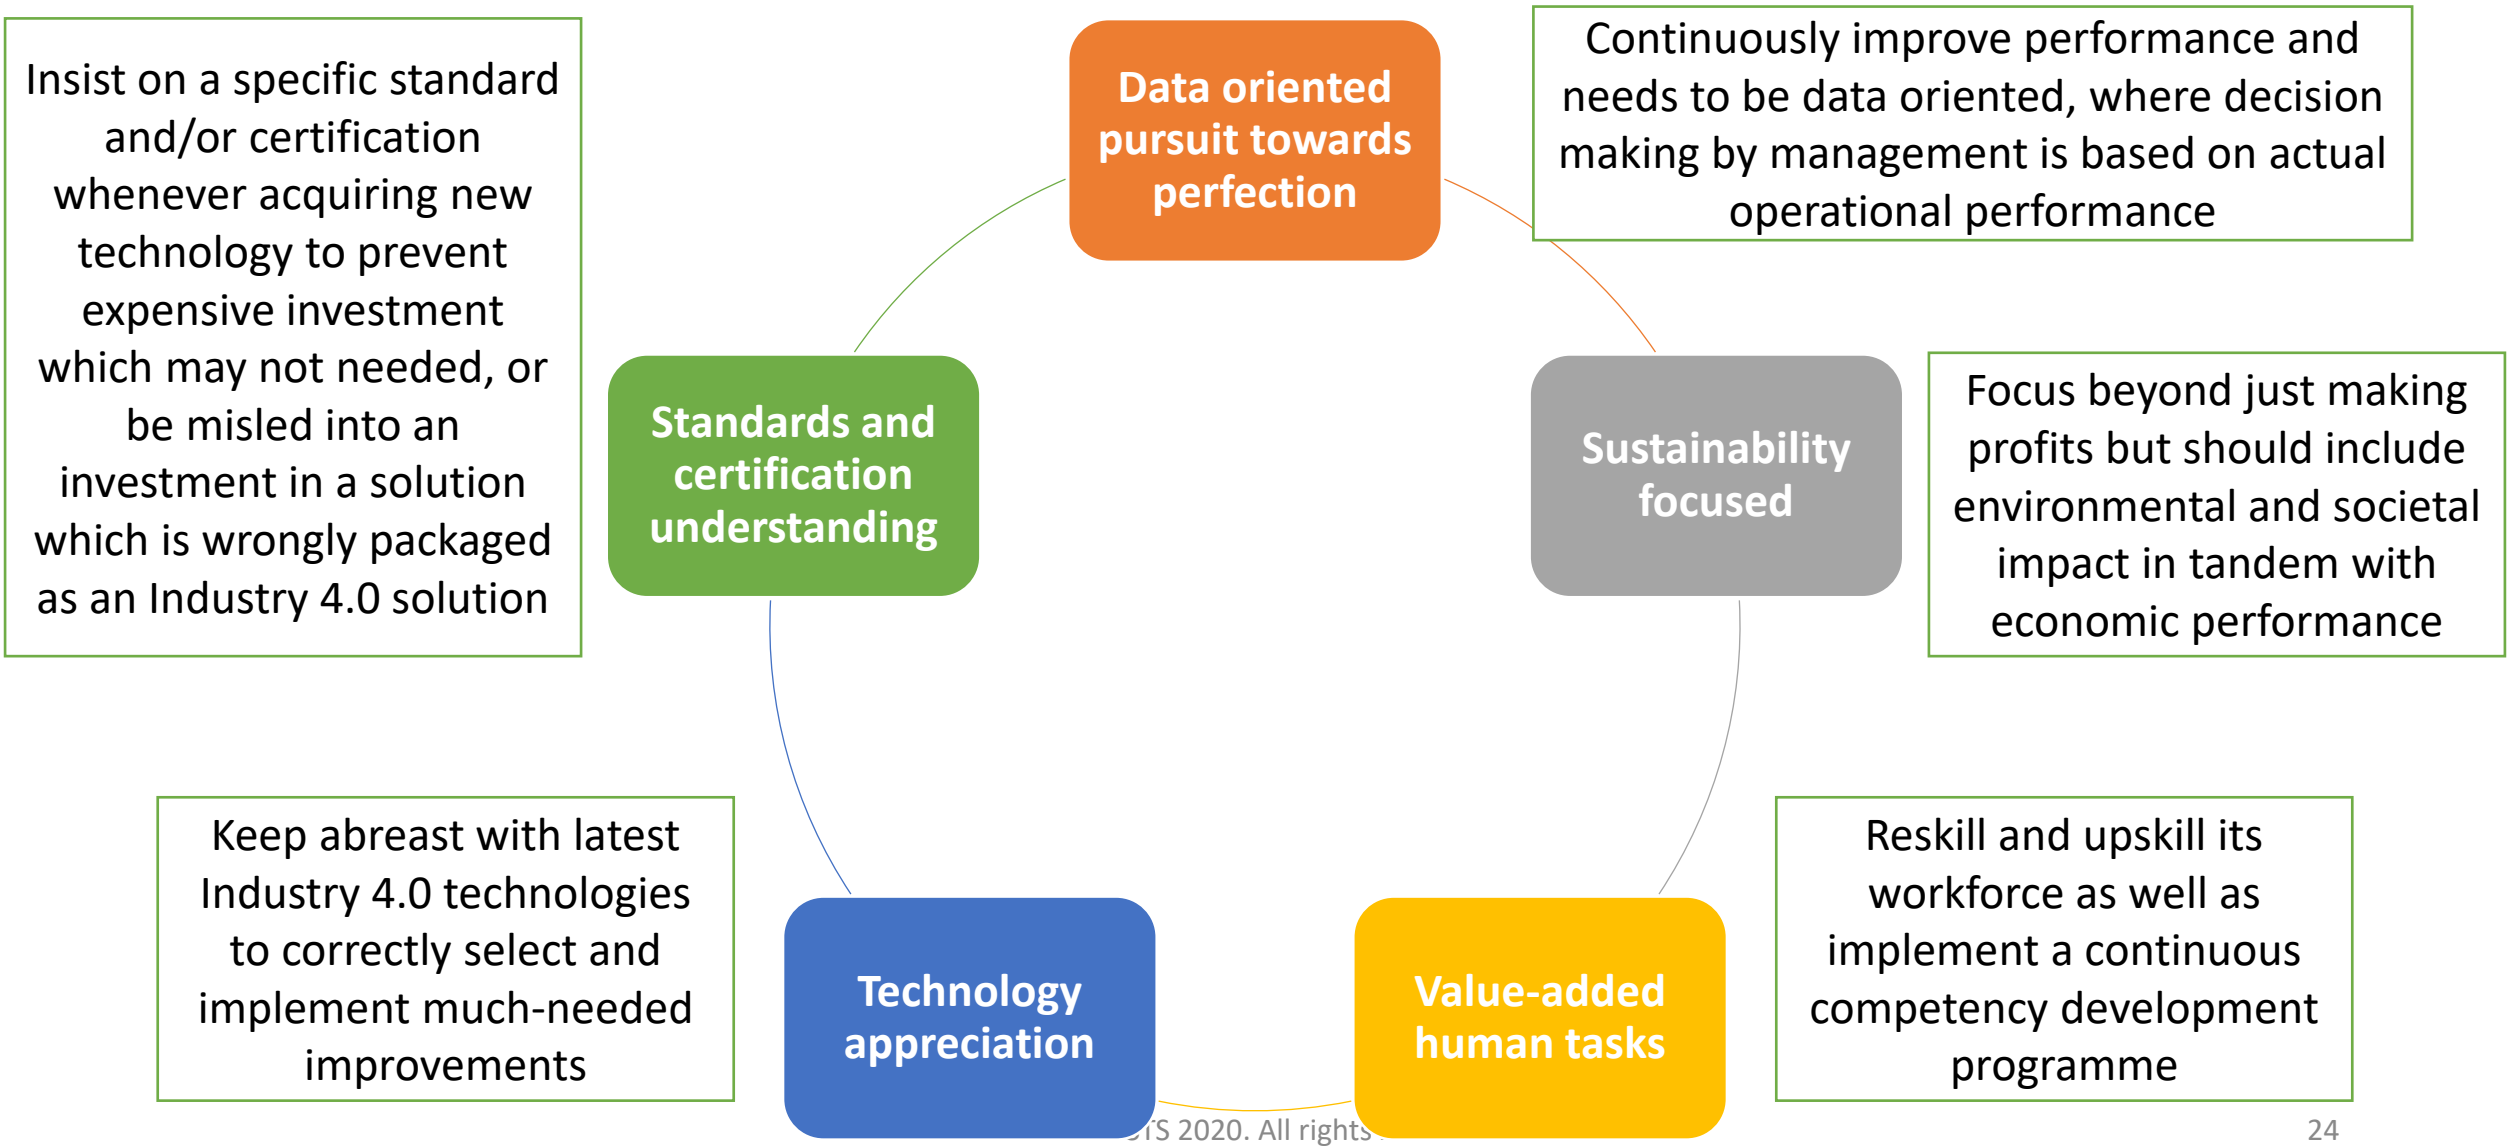 Insist on a specific standard
and/or certification
whenever acquiring new
technology to prevent
expensive investment
which may not needed, or
be misled into an
investment in a solution
which is wrongly packaged
as an Industry 4.0 solution
Data oriented
pursuit towards
perfection
Continuously improve performance and
needs to be data oriented, where decision
making by management is based on actual
operational performance
Standards and
certification
understanding
Sustainability
focused
Focus beyond just making
profits but should include
environmental and societal
impact in tandem with
economic performance
Keep abreast with latest
Industry 4.0 technologies
to correctly select and
implement much-needed
improvements
Technology
appreciation
Value-added
human tasks
Reskill and upskill its
workforce as well as
implement a continuous
competency development
programme
2020. All rights
24